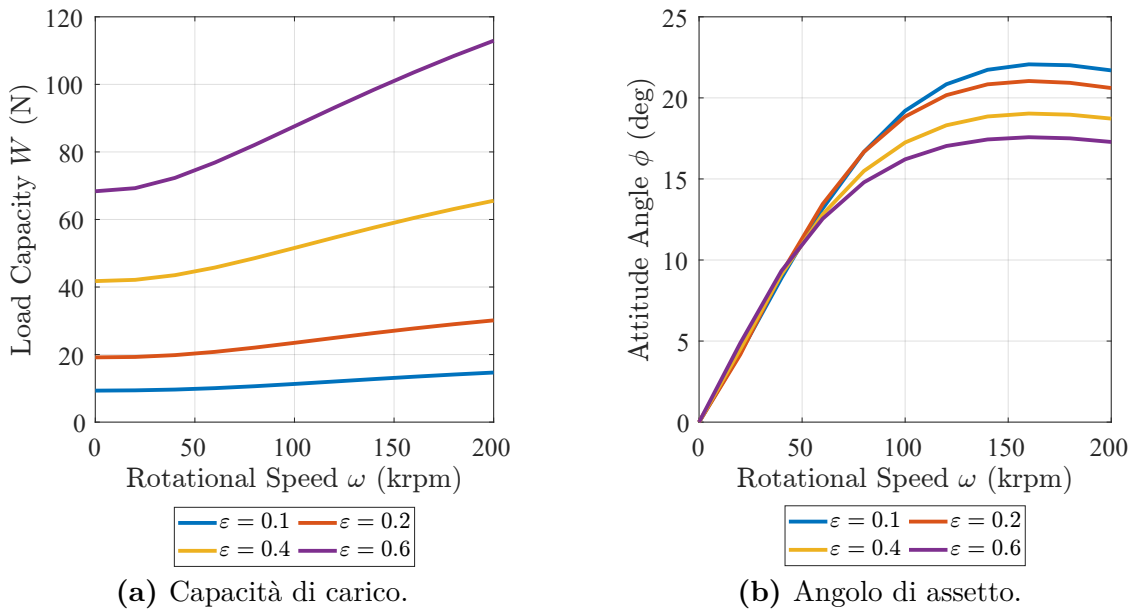 120
100
80
60
40
20
0
Load Capacity W (N)
0 50 100 150 200
Rotational Speed ω (krpm)
ε = 0.1 ε = 0.2
ε = 0.4 ε = 0.6
(a) Capacità di carico.
25
20
15
10
5
0
Attitude Angle ϕ (deg)
0 50 100 150 200
Rotational Speed ω (krpm)
ε = 0.1 ε = 0.2
ε = 0.4 ε = 0.6
(b) Angolo di assetto.